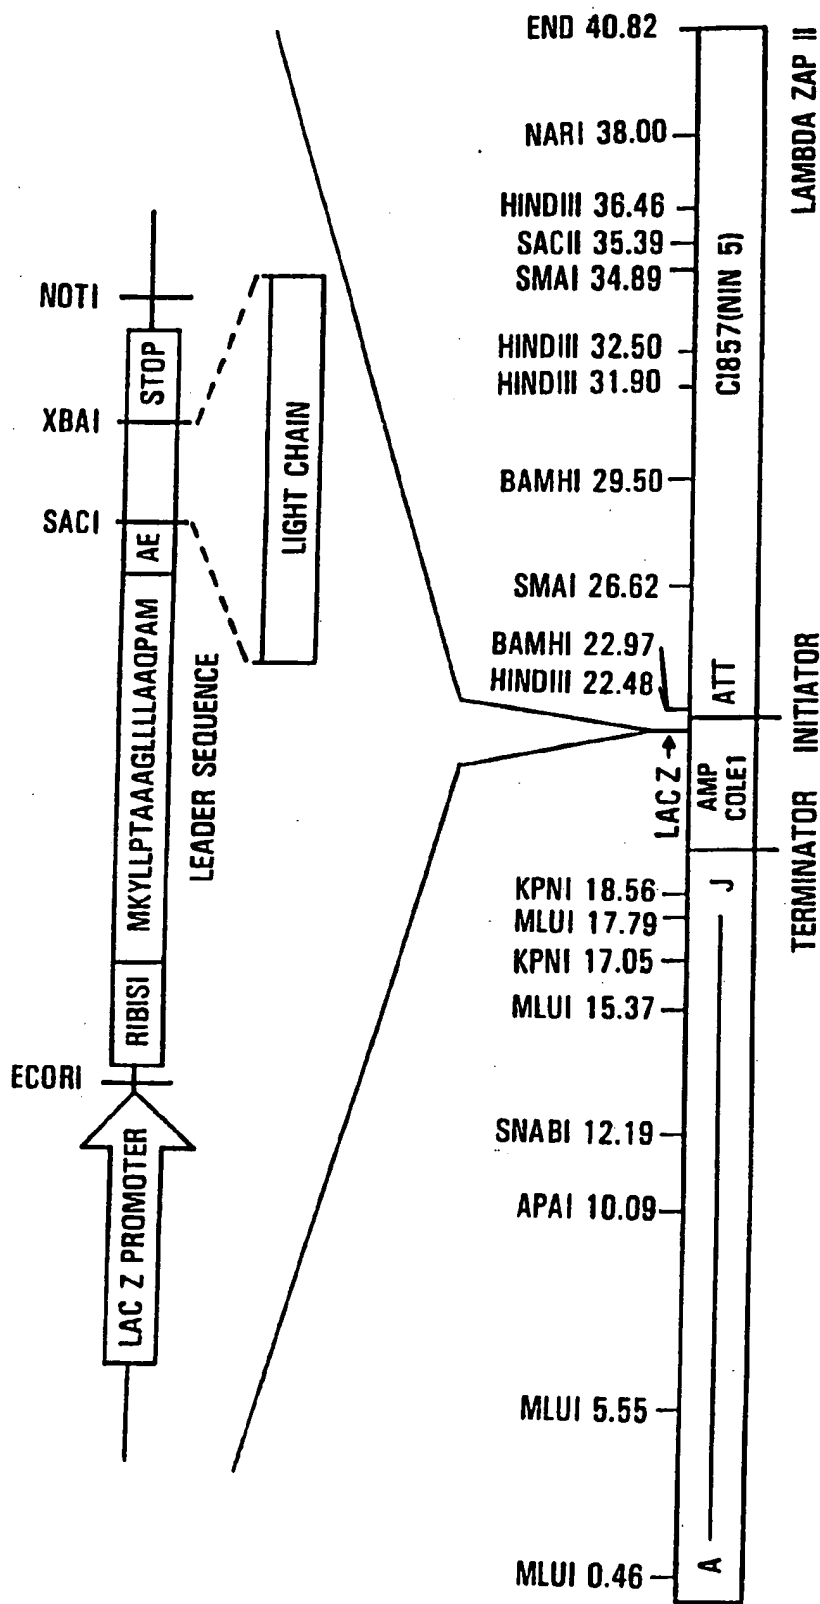 END 40.82
NARI 38.00
HINDIII 36.46
SACII 35.39
SMAI 34.89
HINDIII 32.50
HINDIII 31.90
BAMHI 29.50
SMAI 26.62
BAMHI 22.97
HINDIII 22.48
LAC Z →
KPNI 18.56
MLUI 17.79
KPNI 17.05
MLUI 15.37
SNABI 12.19
APAI 10.09
MLUI 5.55
MLUI 0.46
LAMBDA ZAP II
CI857(NIN 5)
ATT
INITIATOR
AMP
COLE1
TERMINATOR
J
A
NOTI
XBAI
SACI
ECORI
STOP
AE
MKYLLPTAAAGLLLLAAQPAM
LEADER SEQUENCE
RIBISI
LAC Z PROMOTER
LIGHT CHAIN